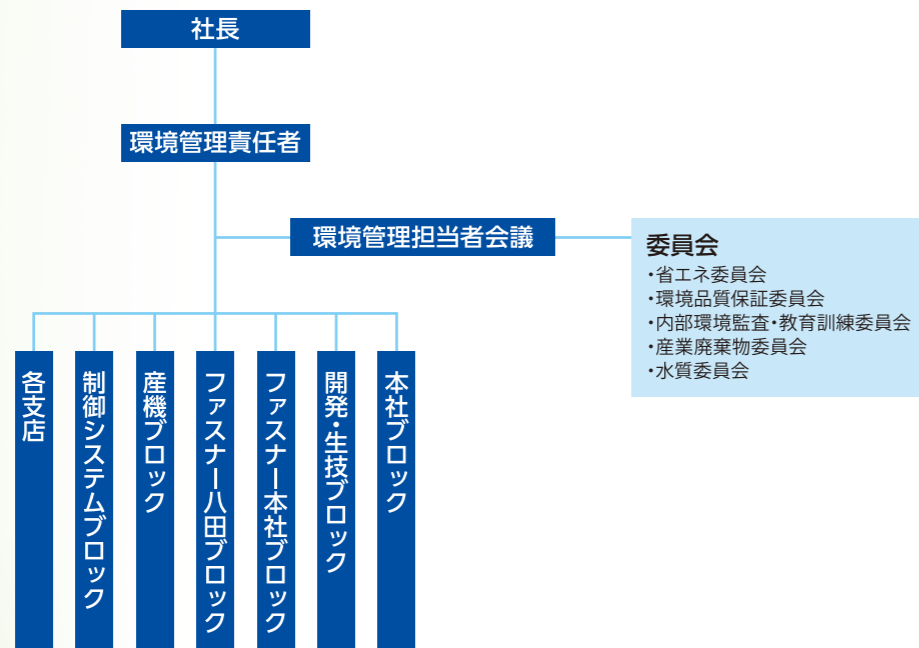 社長
環境管理責任者
環境管理担当者会議
委員会
・省エネ委員会
・環境品質保証委員会
・内部環境監査・教育訓練委員会
・産業廃棄物委員会
・水質委員会
各支店
制御システムブロック
産機ブロック
ファスナー八田ブロック
ファスナー本社ブロック
開発・生技ブロック
本社ブロック